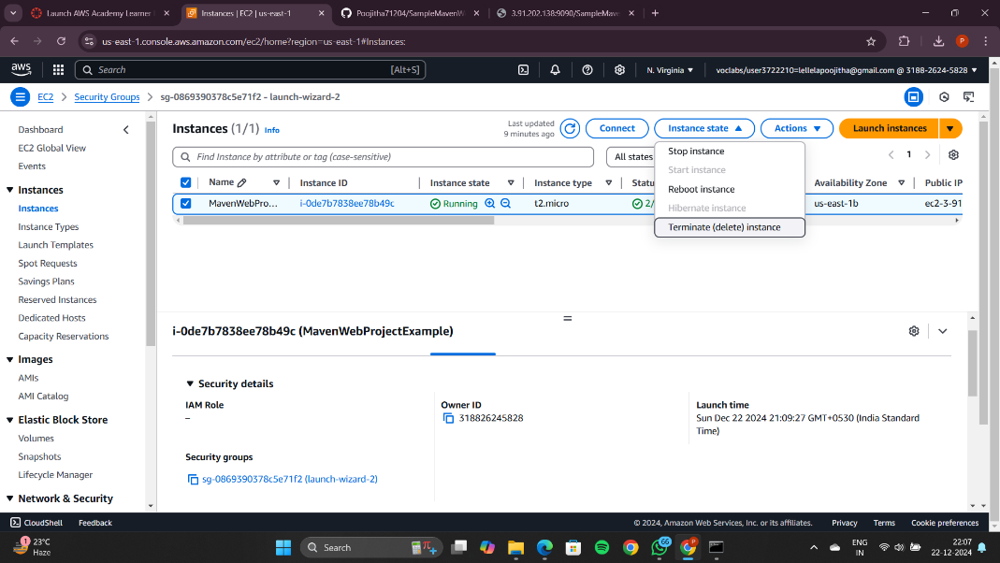 Launch AWS Academy Learner
Instances | EC2 | us-east-1
Poojitha71204/SampleMavenW
3.91.202.138:9090/SampleMave
us-east-1.console.aws.amazon.com/ec2/home?region=us-east-1#Instances:
P
aws
Search
[Alt+S]
N. Virginia
voclabs/user3722210=lellelapoojitha@gmail.com @ 3188-2624-5828
EC2 > Security Groups > sg-0869390378c5e71f2 - launch-wizard-2
Dashboard
EC2 Global View
Events
Instances
Instances
Instance Types
Launch Templates
Spot Requests
Savings Plans
Reserved Instances
Dedicated Hosts
Capacity Reservations
Images
AMIs
AMI Catalog
Elastic Block Store
Volumes
Snapshots
Lifecycle Manager
Network & Security
Instances (1/1) Info
Last updated
9 minutes ago
Connect
Instance state
Actions
Launch instances
Find Instance by attribute or tag (case-sensitive)
All states
1
Stop instance
Start instance
Reboot instance
Hibernate instance
Terminate (delete) instance
Name
Instance ID
Instance state
Instance type
Statu
Availability Zone
Public IP
MavenWebPro...
i-0de7b7838ee78b49c
Running
t2.micro
2/
us-east-1b
ec2-3-91
i-0de7b7838ee78b49c (MavenWebProjectExample)
Security details
IAM Role
–
Owner ID
318826245828
Launch time
Sun Dec 22 2024 21:09:27 GMT+0530 (India Standard
Time)
Security groups
sg-0869390378c5e71f2 (launch-wizard-2)
CloudShell
Feedback
© 2024, Amazon Web Services, Inc. or its affiliates.
Privacy
Terms
Cookie preferences
1
23°C
Haze
Search
66
P
ENG
IN
22:07
22-12-2024